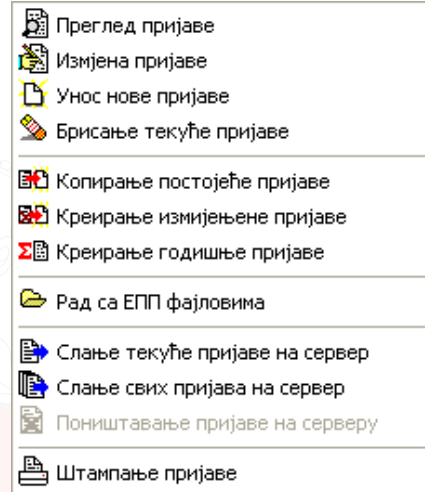 Преглед пријаве
Измјена пријаве
Унос нове пријаве
Брисање текуће пријаве
Копирање постојеће пријаве
Креирање измијењене пријаве
Креирање годишње пријаве
Рад са ЕПП фајловима
Слање текуће пријаве на сервер
Слање свих пријава на сервер
Поништавање пријаве на серверу
Штампање пријаве